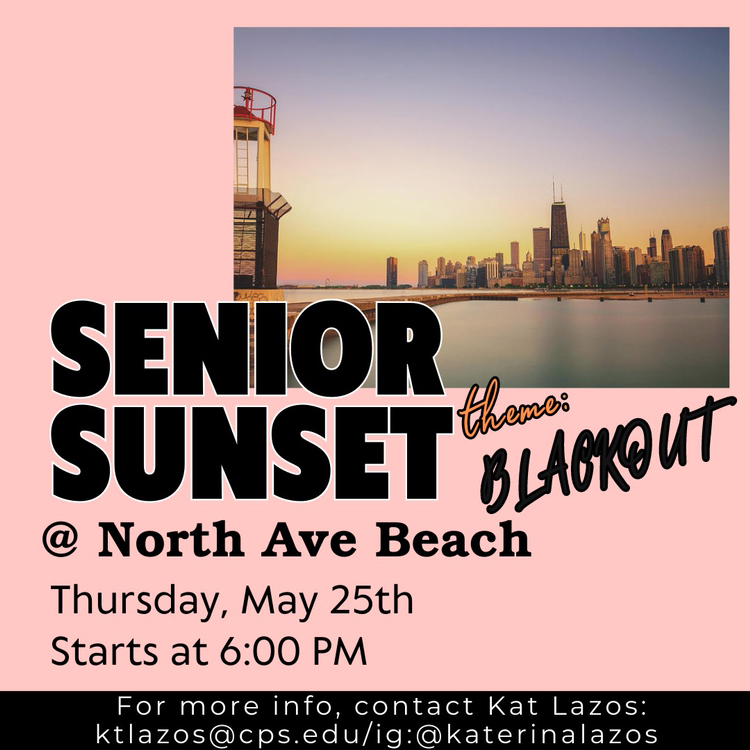 SENIOR
SUNSET
theme:
BLACKOUT
@ North Ave Beach
Thursday, May 25th
Starts at 6:00 PM
For more info, contact Kat Lazos:
ktlazos@cps.edu/ig:@katerinalazos